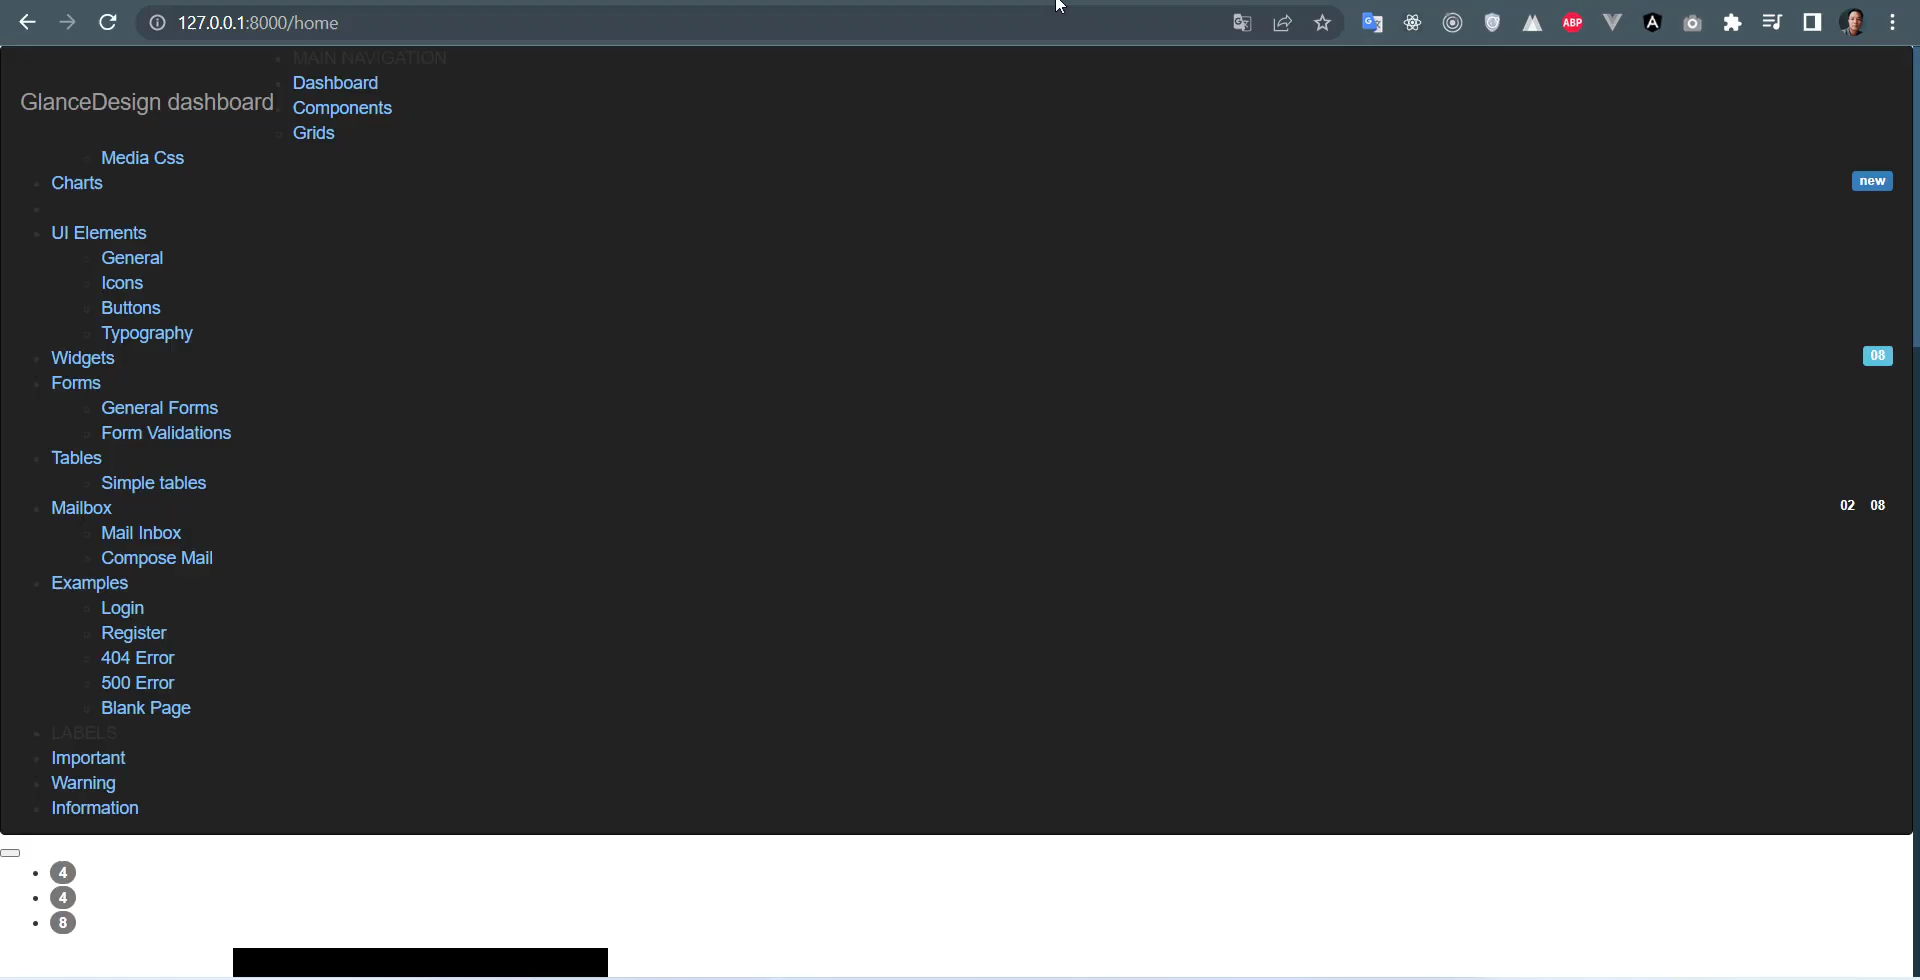 127.0.0.1:8000/home
ABP
MAIN NAVIGATION
GlanceDesign dashboard
Dashboard
Components
Grids
Media Css
Charts
new
UI Elements
General
Icons
Buttons
Typography
Widgets
08
Forms
General Forms
Form Validations
Tables
Simple tables
Mailbox
02 08
Mail Inbox
Compose Mail
Examples
Login
Register
404 Error
500 Error
Blank Page
LABELS
Important
Warning
Information
4
4
8